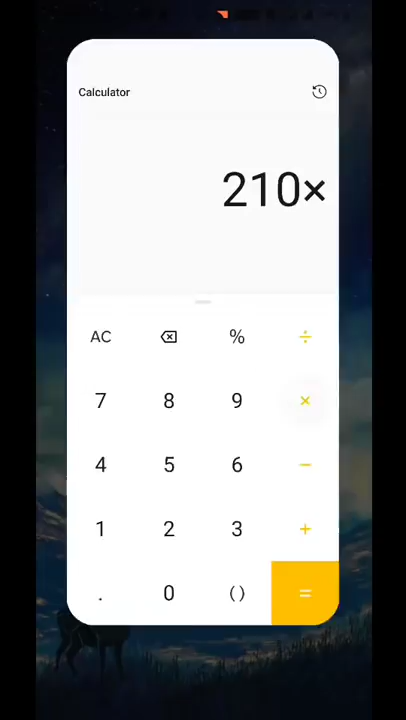 Calculator
210×
AC % ÷
7 8 9 ×
4 5 6 −
1 2 3 +
. 0 () =